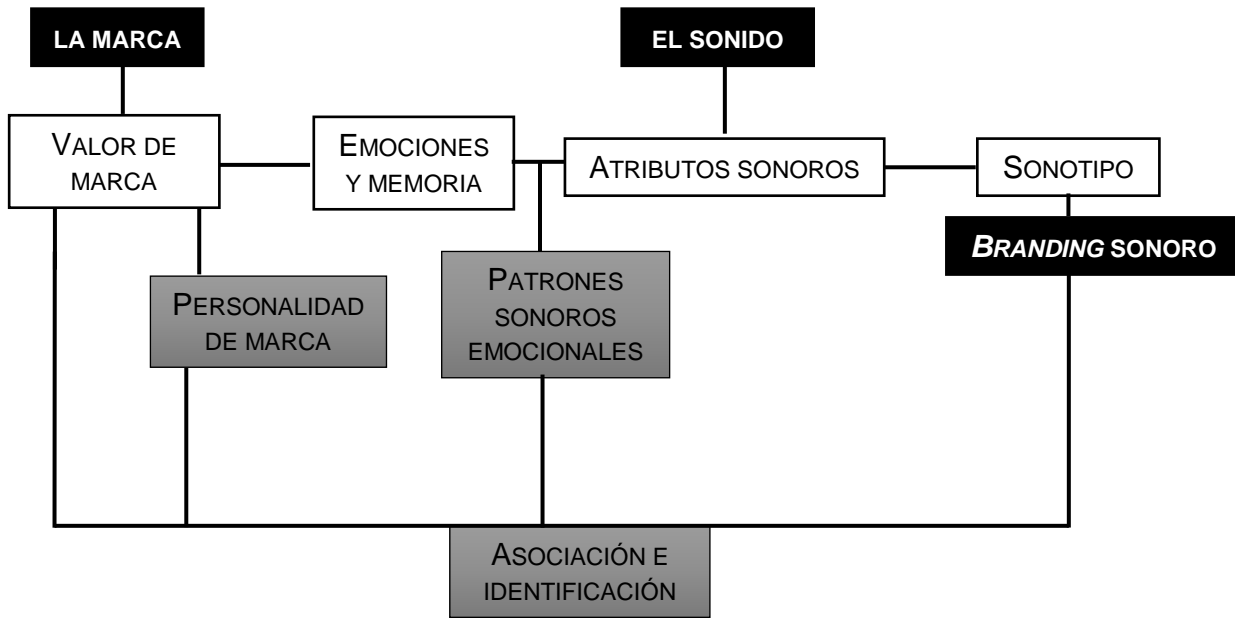 LA MARCA
EL SONIDO
VALOR DE
MARCA
EMOCIONES
Y MEMORIA
ATRIBUTOS SONOROS
SONOTIPO
BRANDING SONORO
PERSONALIDAD
DE MARCA
PATRONES
SONOROS
EMOCIONALES
ASOCIACIÓN E
IDENTIFICACIÓN